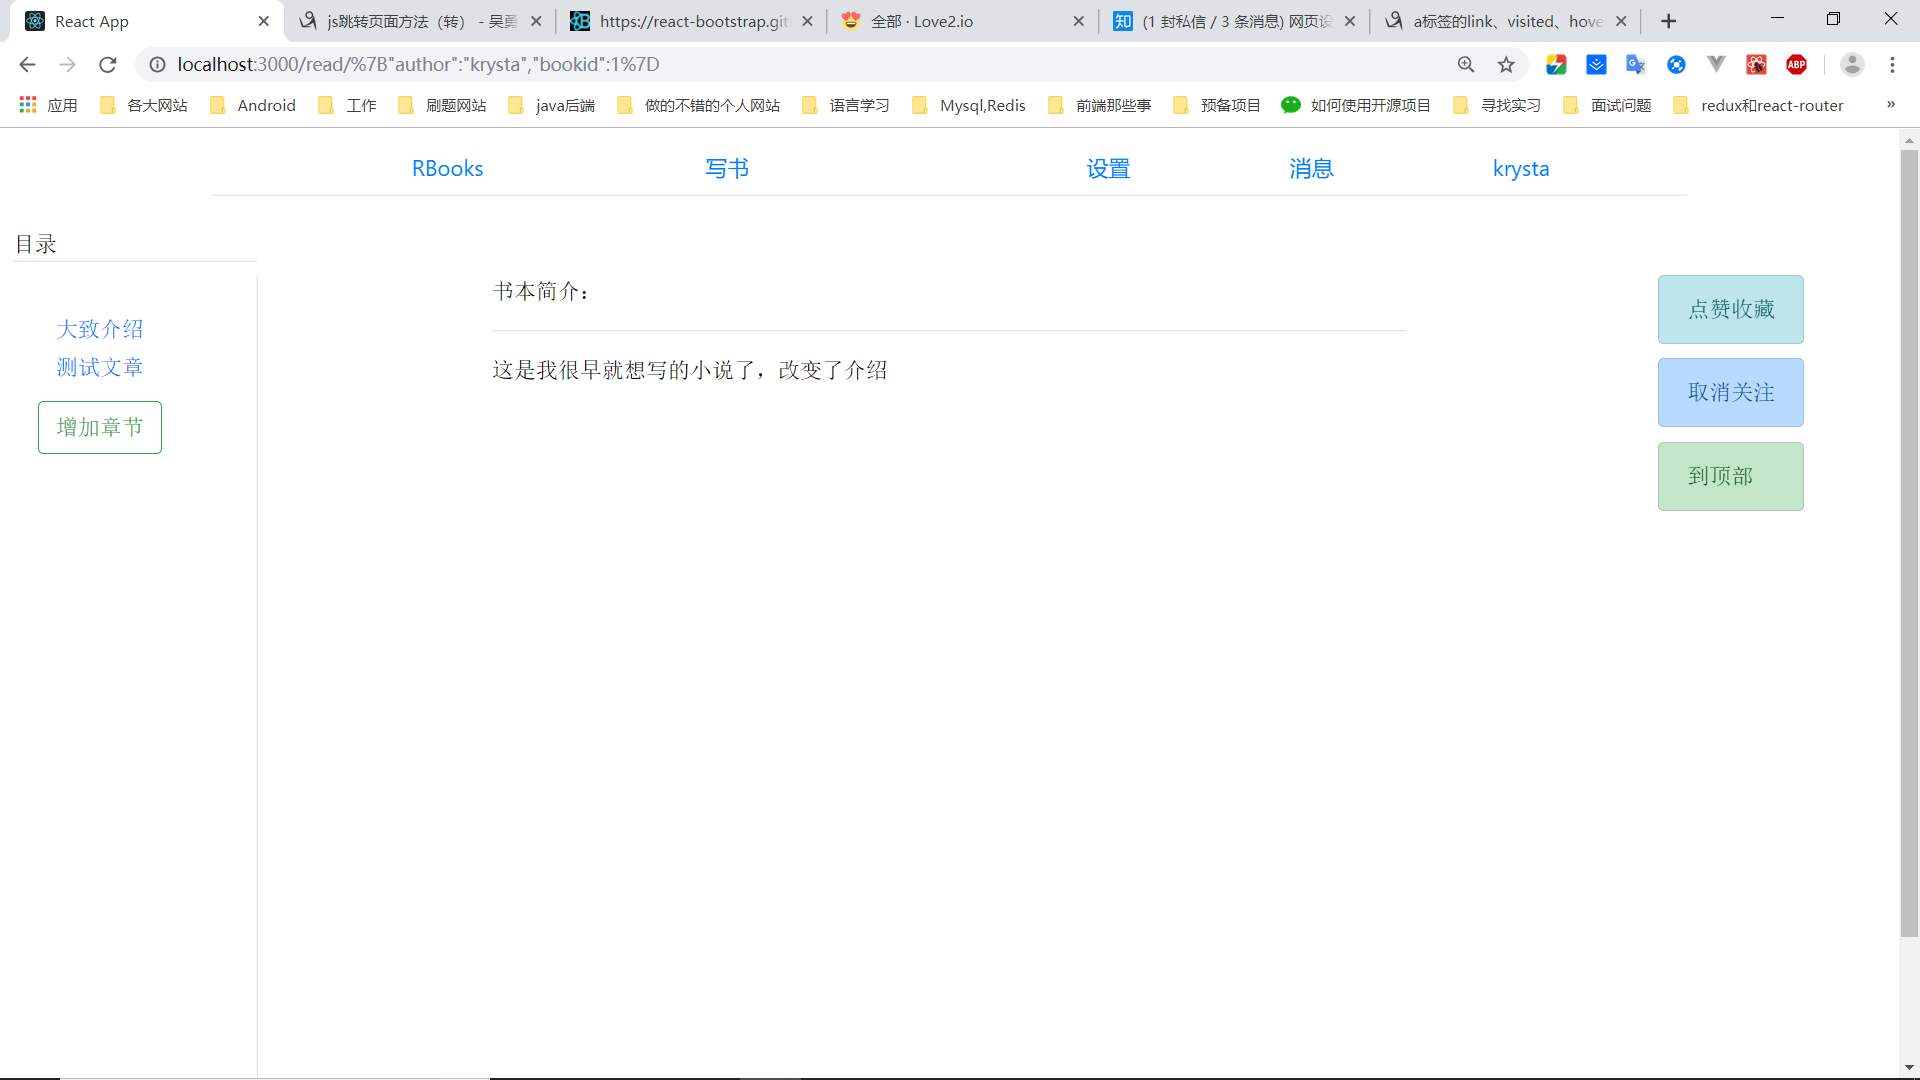 React App
js跳转页面方法（转） - 吴勇
https://react-bootstrap.git
全部 · Love2.io
知 (1 封私信 / 3 条消息) 网页设
a标签的link、visited、hove
localhost:3000/read/%7B"author":"krysta","bookid":1%7D
ABP
应用 各大网站 Android 工作 刷题网站 java后端 做的不错的个人网站 语言学习 Mysql,Redis 前端那些事 预备项目 如何使用开源项目 寻找实习 面试问题 redux和react-router »
RBooks 写书 设置 消息 krysta
目录
大致介绍
测试文章
增加章节
书本简介：
这是我很早就想写的小说了，改变了介绍
点赞收藏
取消关注
到顶部